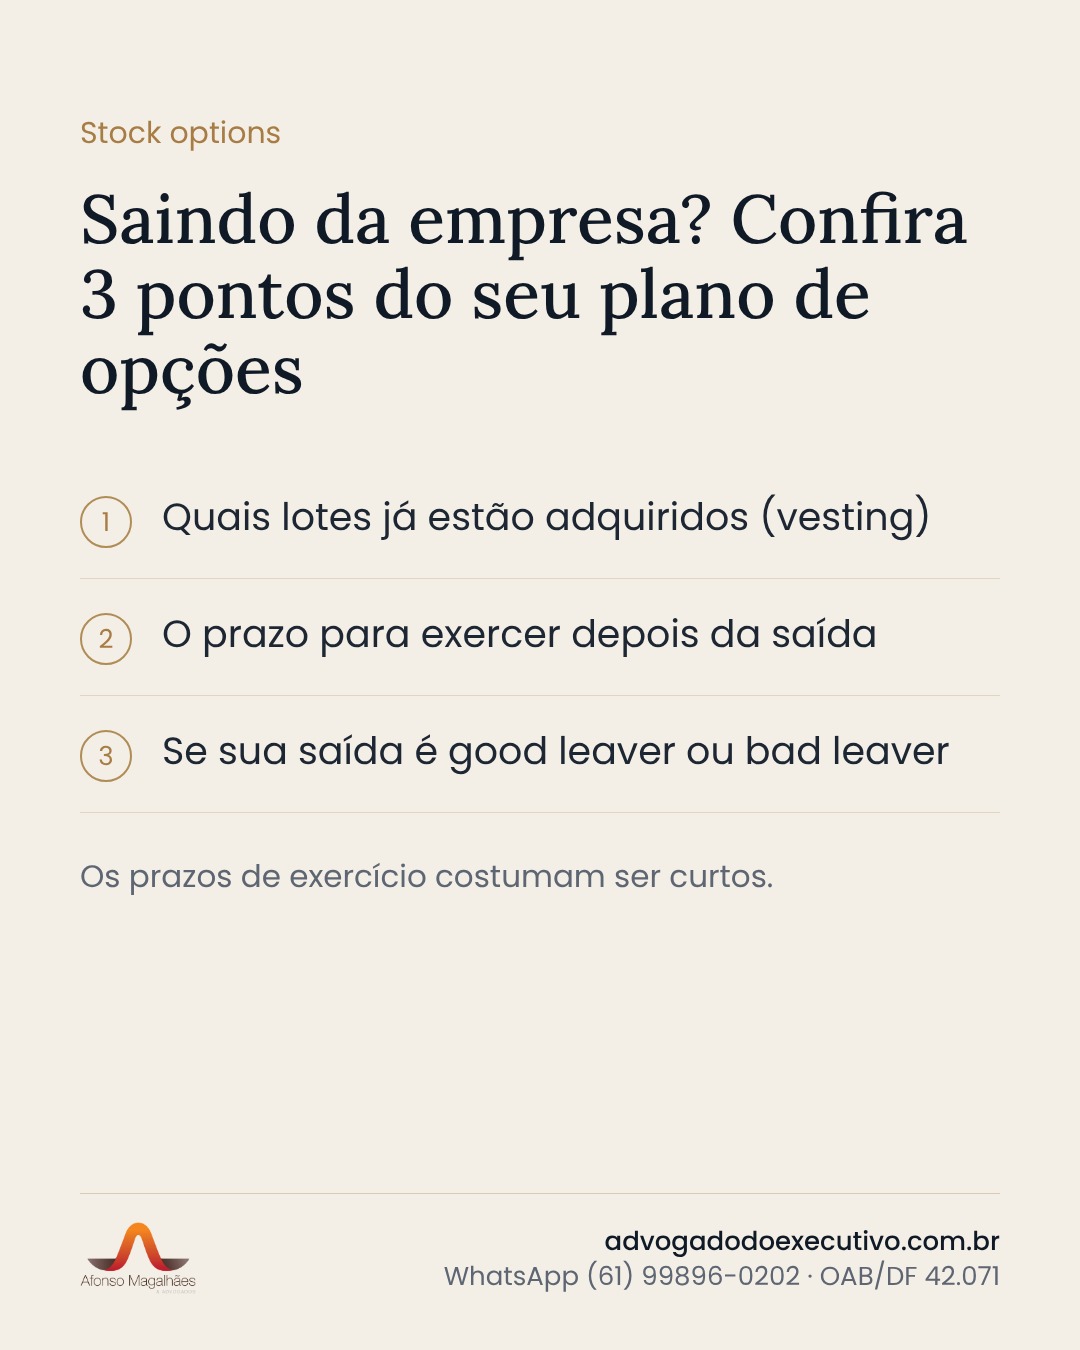 Stock options
Saindo da empresa? Confira
3 pontos do seu plano de
opções
1 Quais lotes já estão adquiridos (vesting)
2 O prazo para exercer depois da saída
3 Se sua saída é good leaver ou bad leaver
Os prazos de exercício costumam ser curtos.
Afonso Magalhães
advogadodoexecutivo.com.br
WhatsApp (61) 99896-0202 · OAB/DF 42.071